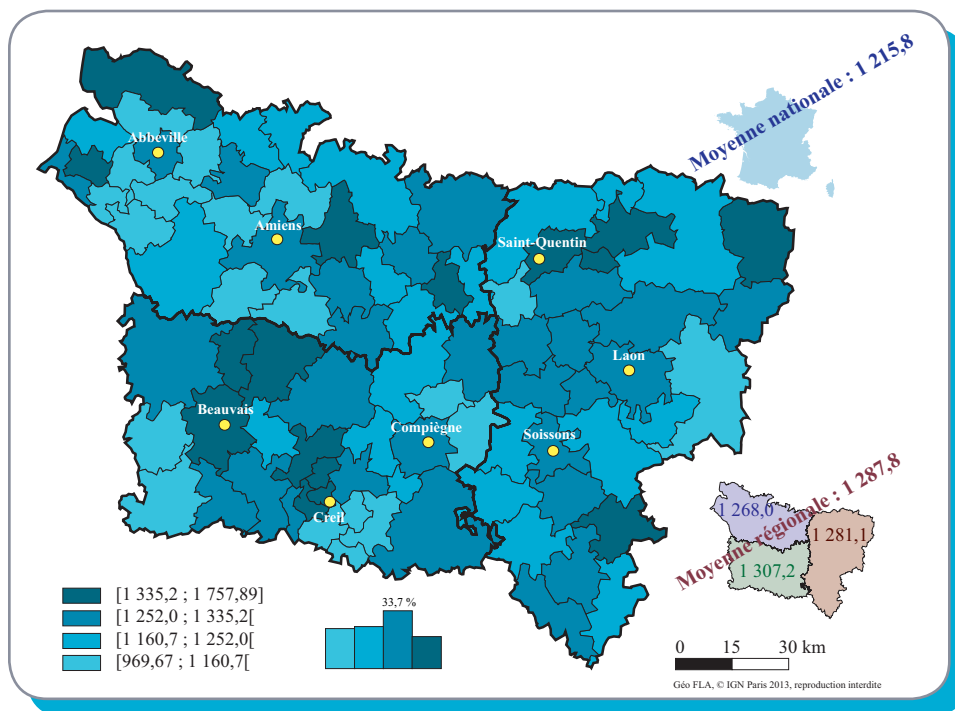 Moyenne nationale : 1 215,8
Abbeville
Amiens
Saint-Quentin
Laon
Beauvais
Compiègne
Soissons
Creil
Moyenne régionale : 1 287,8
1 268,0
1 281,1
1 307,2
[1 335,2 ; 1 757,89]
[1 252,0 ; 1 335,2[
[1 160,7 ; 1 252,0[
[969,67 ; 1 160,7[
33,7 %
0 15 30 km
Géo FLA, © IGN Paris 2013, reproduction interdite